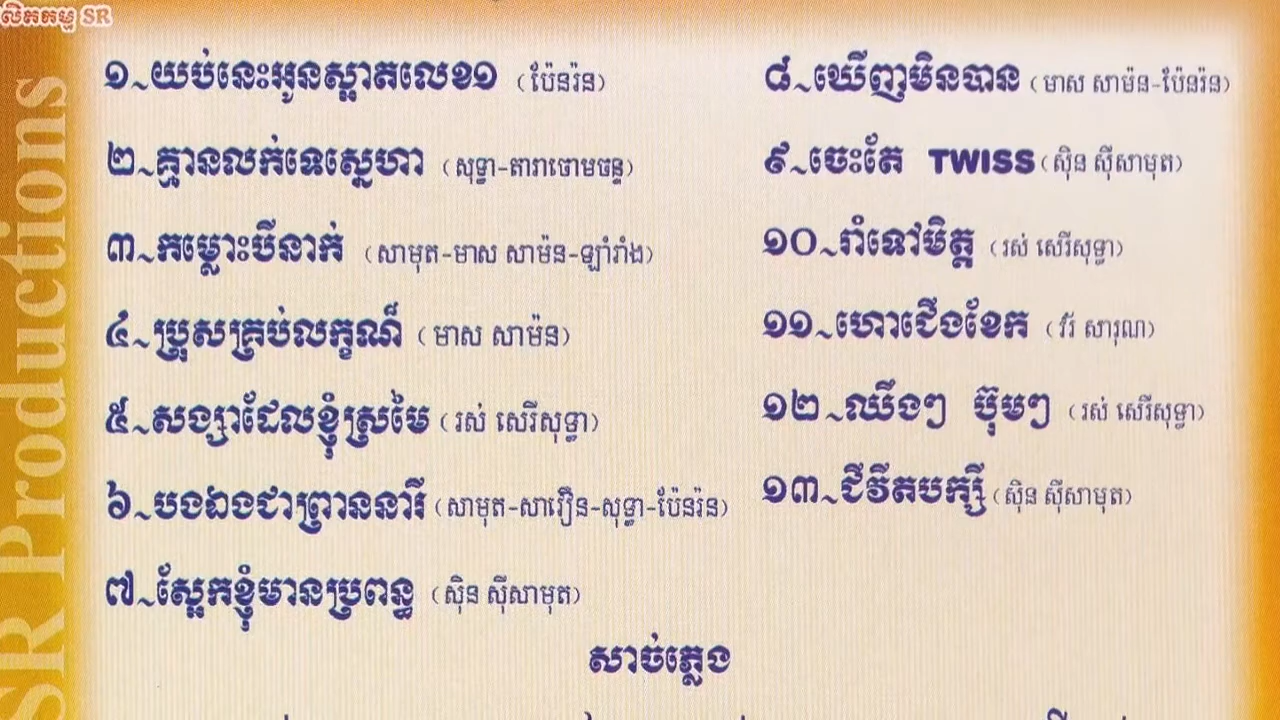 លិតកម្ម SR
SR Productions
១~យប់នេះអូនស្អាតលេខ១ (ប៉ែនរ៉ន)
២~គ្មានលក់ទេស្នេហា (សុទ្ធា-តារាចោមចន្ទ)
៣~កម្លោះបីនាក់ (សាមុត-មាស សាម៉ន-ឡាំរាំង)
៤~ប្រុសគ្រប់លក្ខណ៏ (មាស សាម៉ន)
៥~សង្សាដែលខ្ញុំស្រមៃ (រស់ សេរីសុទ្ធា)
៦~បងឯងជាព្រាននារី (សាមុត-សាវឿន-សុទ្ធា-ប៉ែនរ៉ន)
៧~ស្អែកខ្ញុំមានប្រពន្ធ (ស៊ិន ស៊ីសាមុត)
៨~ឃើញមិនបាន (មាស សាម៉ន-ប៉ែនរ៉ន)
៩~ចេះតែ TWISS (ស៊ិន ស៊ីសាមុត)
១០~រាំទៅមិត្ត (រស់ សេរីសុទ្ធា)
១១~ហោជើងខែក (វ័រ សារុណ)
១២~ឈឹងៗ ប៊ុមៗ (រស់ សេរីសុទ្ធា)
១៣~ជីវីតបក្សី (ស៊ិន ស៊ីសាមុត)
សាច់ភ្លេង